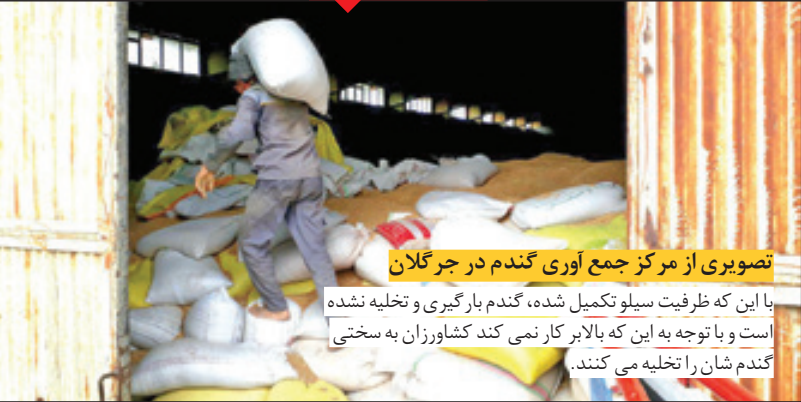 تصویری از مرکز جمع آوری گندم در جرگلان
با این که ظرفیت سیلو تکمیل شده، گندم بارگیری و تخلیه نشده
است و با توجه به این که بالابر کار نمی کند کشاورزان به سختی
گندم شان را تخلیه می کنند.